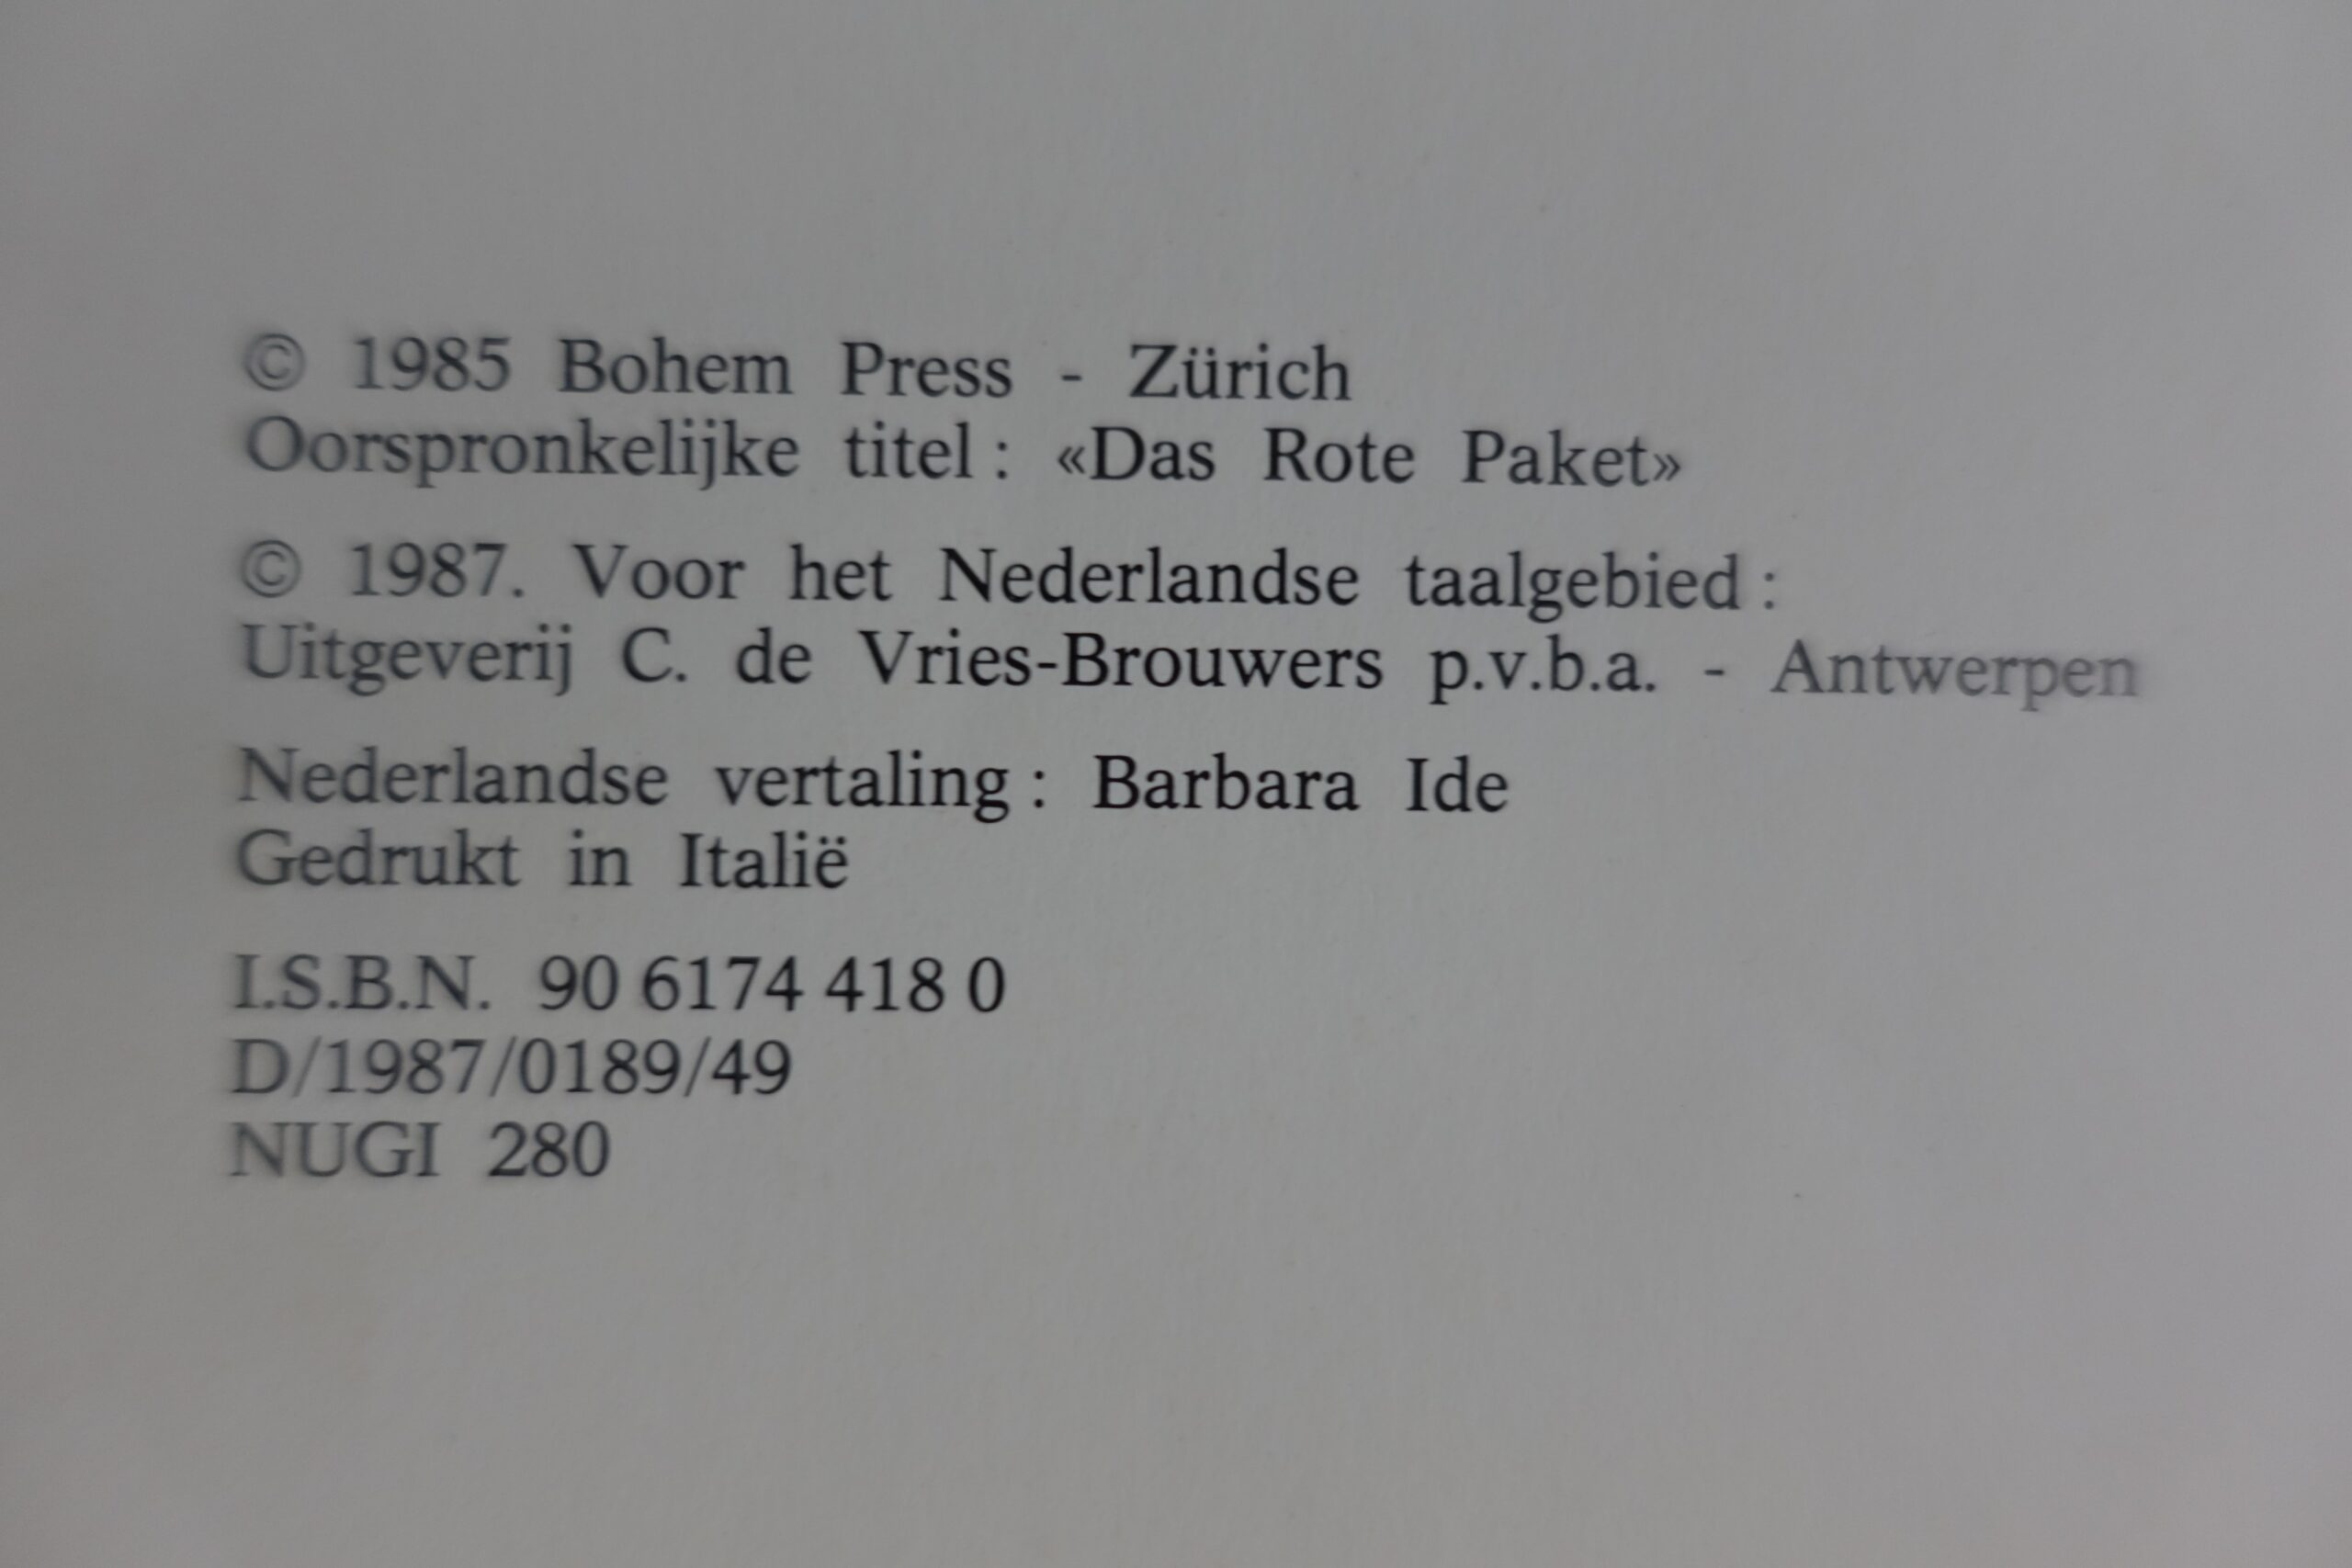 © 1985 Bohem Press - Zürich
Oorspronkelijke titel : «Das Rote Paket»
© 1987. Voor het Nederlandse taalgebied :
Uitgeverij C. de Vries-Brouwers p.v.b.a. - Antwerpen
Nederlandse vertaling : Barbara Ide
Gedrukt in Italië
I.S.B.N. 90 6174 418 0
D/1987/0189/49
NUGI 280